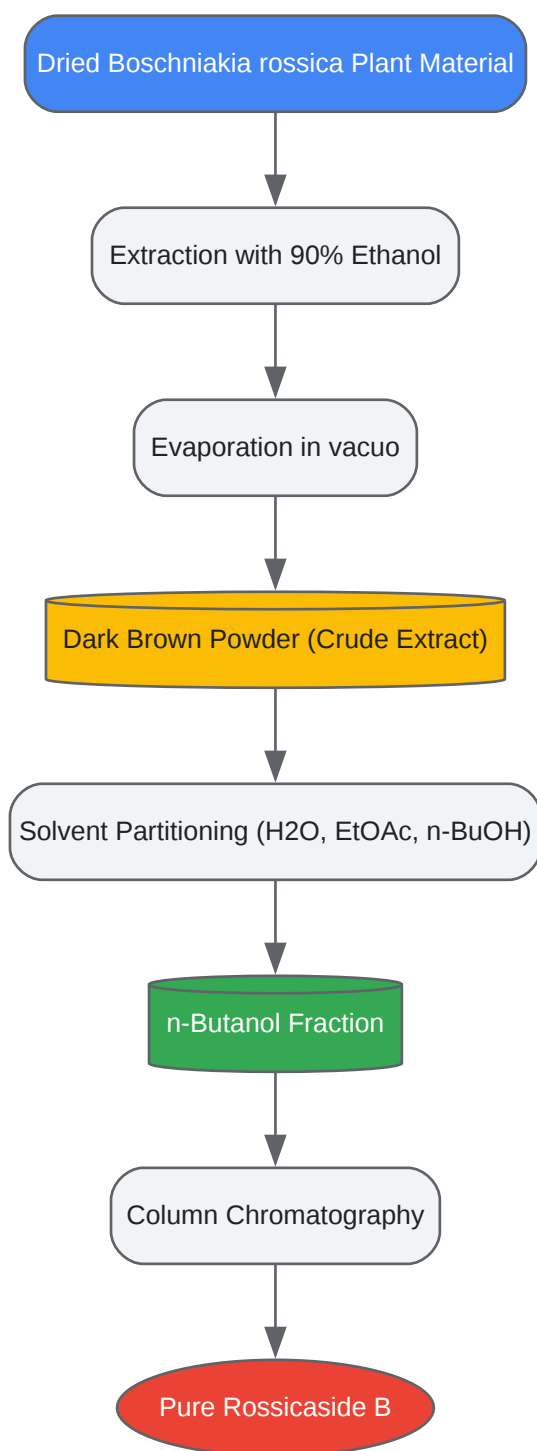 Dried Boschniakia rossica Plant Material
Extraction with 90% Ethanol
Evaporation in vacuo
Dark Brown Powder (Crude Extract)
Solvent Partitioning (H2O, EtOAc, n-BuOH)
n-Butanol Fraction
Column Chromatography
Pure Rossicaside B